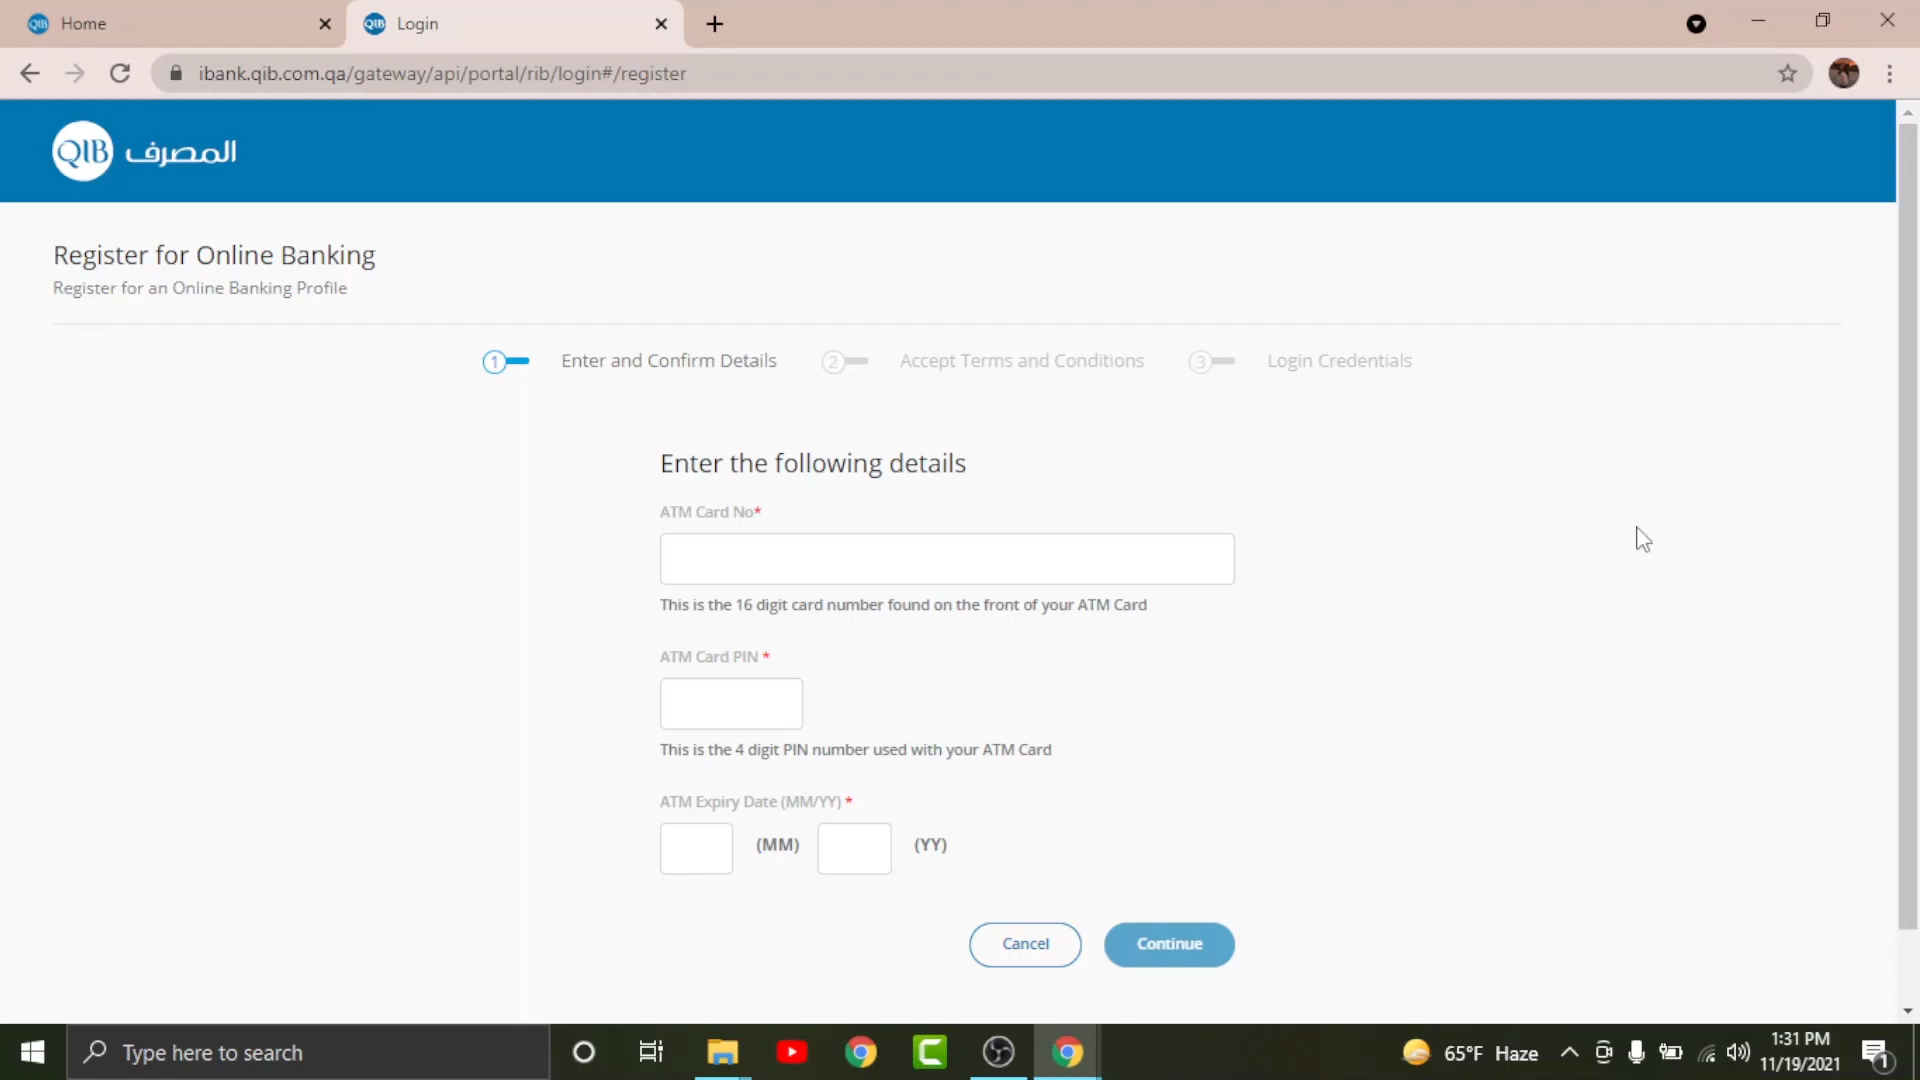 Home
Login
ibank.qib.com.qa/gateway/api/portal/rib/login#/register
QIB المصرف
Register for Online Banking
Register for an Online Banking Profile
1 Enter and Confirm Details 2 Accept Terms and Conditions 3 Login Credentials
Enter the following details
ATM Card No*
This is the 16 digit card number found on the front of your ATM Card
ATM Card PIN *
This is the 4 digit PIN number used with your ATM Card
ATM Expiry Date (MM/YY) *
(MM) (YY)
Cancel Continue
Type here to search
65°F Haze
1:31 PM
11/19/2021
1